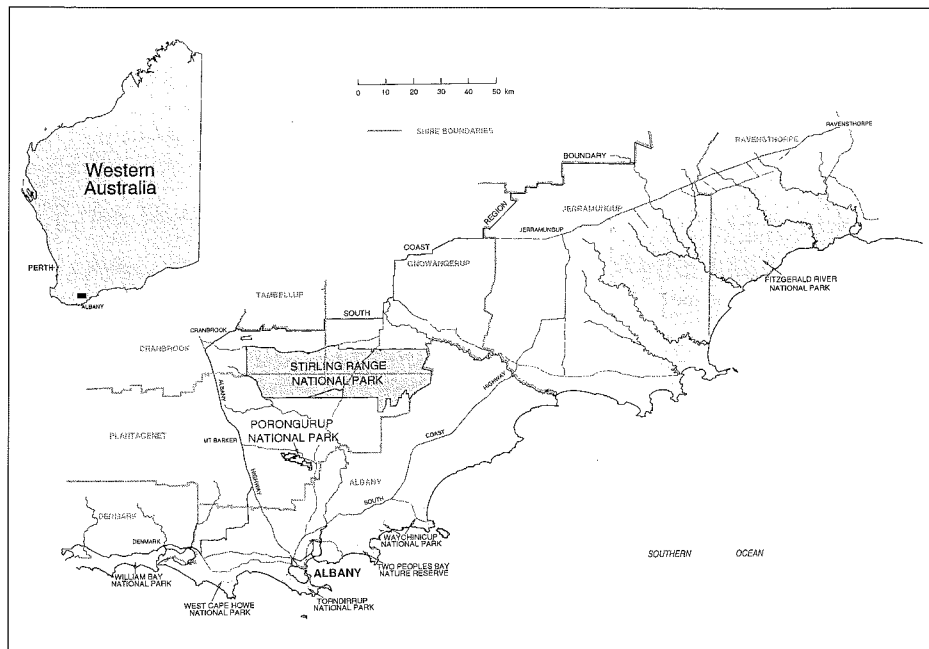 Western
Australia
PERTH
ALBANY
0 10 20 30 40 50 km
SHIRE BOUNDARIES
RAVENSTHORPE
RAVENSTHORPE
BOUNDARY
REGION
JERRAMUNGUP
JERRAMUNGUP
COAST
GNOWANGERUP
FITZGERALD RIVER
NATIONAL PARK
TAMBELLUP
SOUTH
CRANBROOK
CRANBROOK
STIRLING RANGE
NATIONAL PARK
HIGHWAY
ALBANY
PORONGURUP
NATIONAL PARK
COAST
PLANTAGENET
MT BARKER
HIGHWAY
ALBANY
SOUTH
DENMARK
DENMARK
WAYCHINICUP
NATIONAL PARK
SOUTHERN OCEAN
TWO PEOPLES BAY
NATURE RESERVE
ALBANY
WILLIAM BAY
NATIONAL PARK
WEST CAPE HOWE
NATIONAL PARK
TORNDIRRUP
NATIONAL PARK